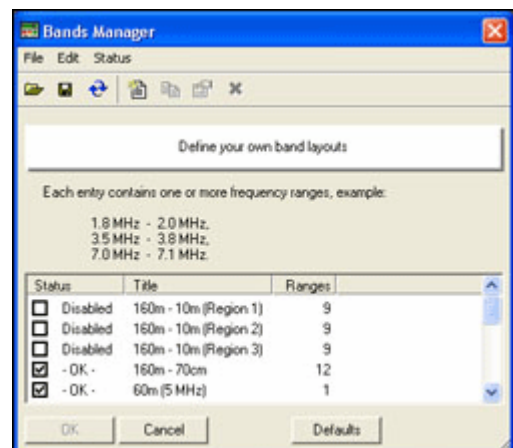 Bands Manager
File Edit Status
Define your own band layouts
Each entry contains one or more frequency ranges, example:
1.8 MHz - 2.0 MHz,
3.5 MHz - 3.8 MHz,
7.0 MHz - 7.1 MHz.
Status Title Ranges
Disabled 160m - 10m (Region 1) 9
Disabled 160m - 10m (Region 2) 9
Disabled 160m - 10m (Region 3) 9
- OK - 160m - 70cm 12
- OK - 60m (5 MHz) 1
OK Cancel Defaults